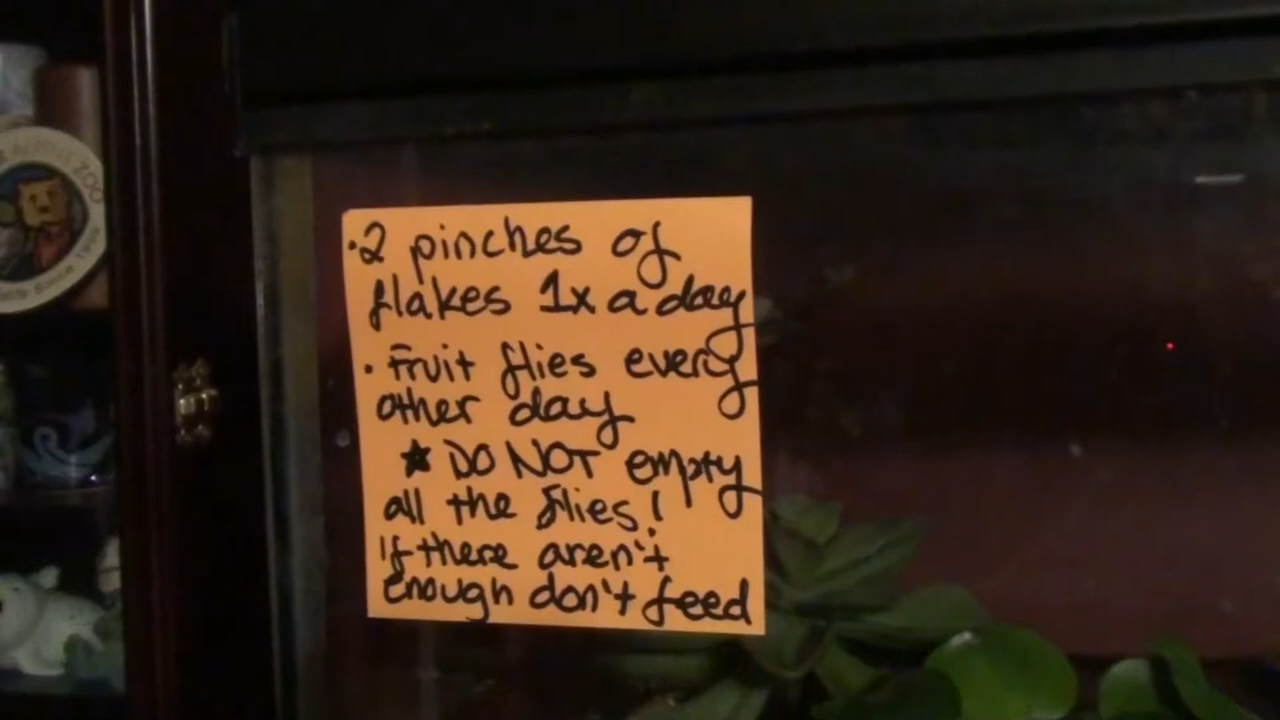 ·2 pinches of
flakes 1x a day
· Fruit flies every
other day
★ DO NOT empty
all the flies!
If there aren't
enough don't feed
ZOO